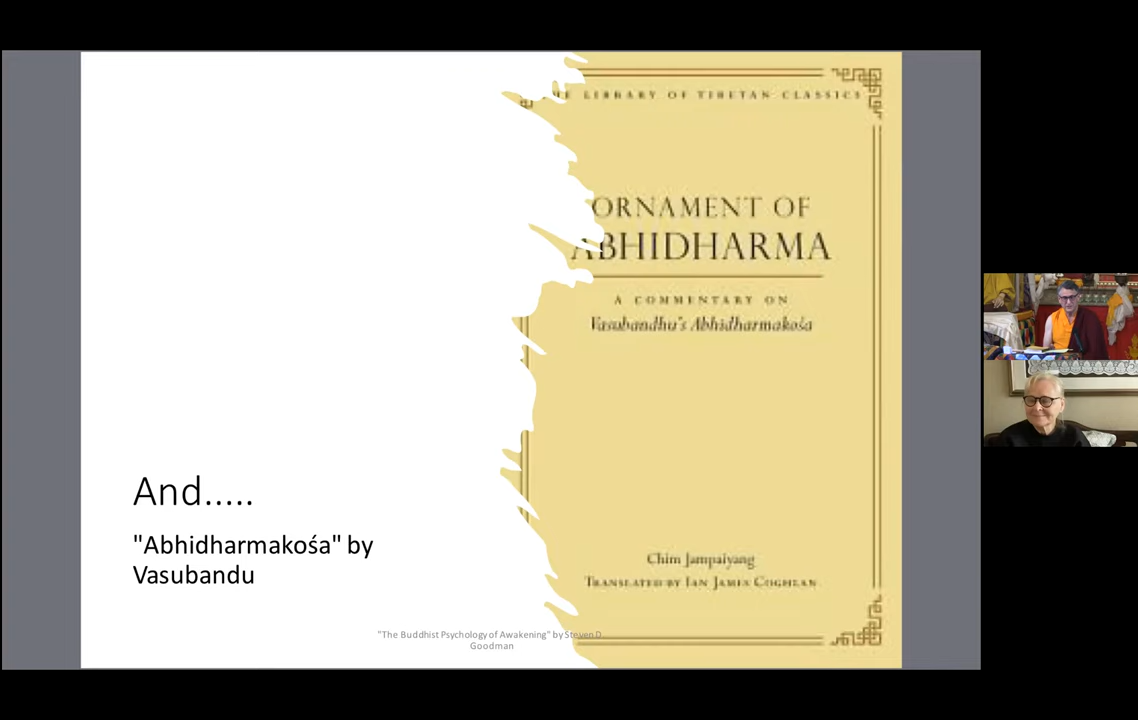 THE LIBRARY OF TIBETAN CLASSICS
ORNAMENT OF
ABHIDHARMA
A COMMENTARY ON
Vasubandhu's Abhidharmakośa
And.....
"Abhidharmakośa" by
Vasubandu
Chim Jampaiyang
TRANSLATED BY IAN JAMES COGHLAN
"The Buddhist Psychology of Awakening" by Steven D.
Goodman